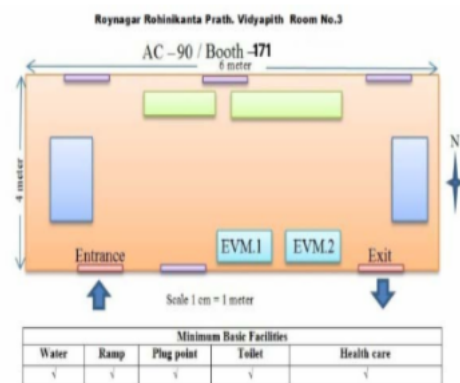 Roynagar Rohinikanta Prath. Vidyapith Room No.3
AC –90 / Booth -171
6 meter
4 meter
N
EVM.1 EVM.2
Entrance Exit
Scale 1 cm = 1 meter
Minimum Basic Facilities
Water Ramp Plug point Toilet Health care
√ √ √ √ √